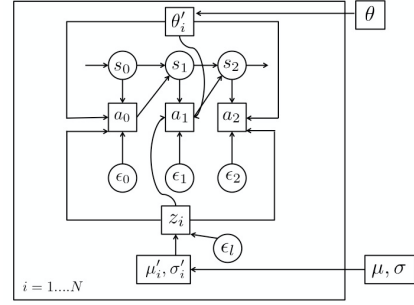 θ′ᵢ θ
s₀ s₁ s₂
a₀ a₁ a₂
ϵ₀ ϵ₁ ϵ₂
zᵢ
ϵₗ
μ′ᵢ, σ′ᵢ μ, σ
i = 1....N